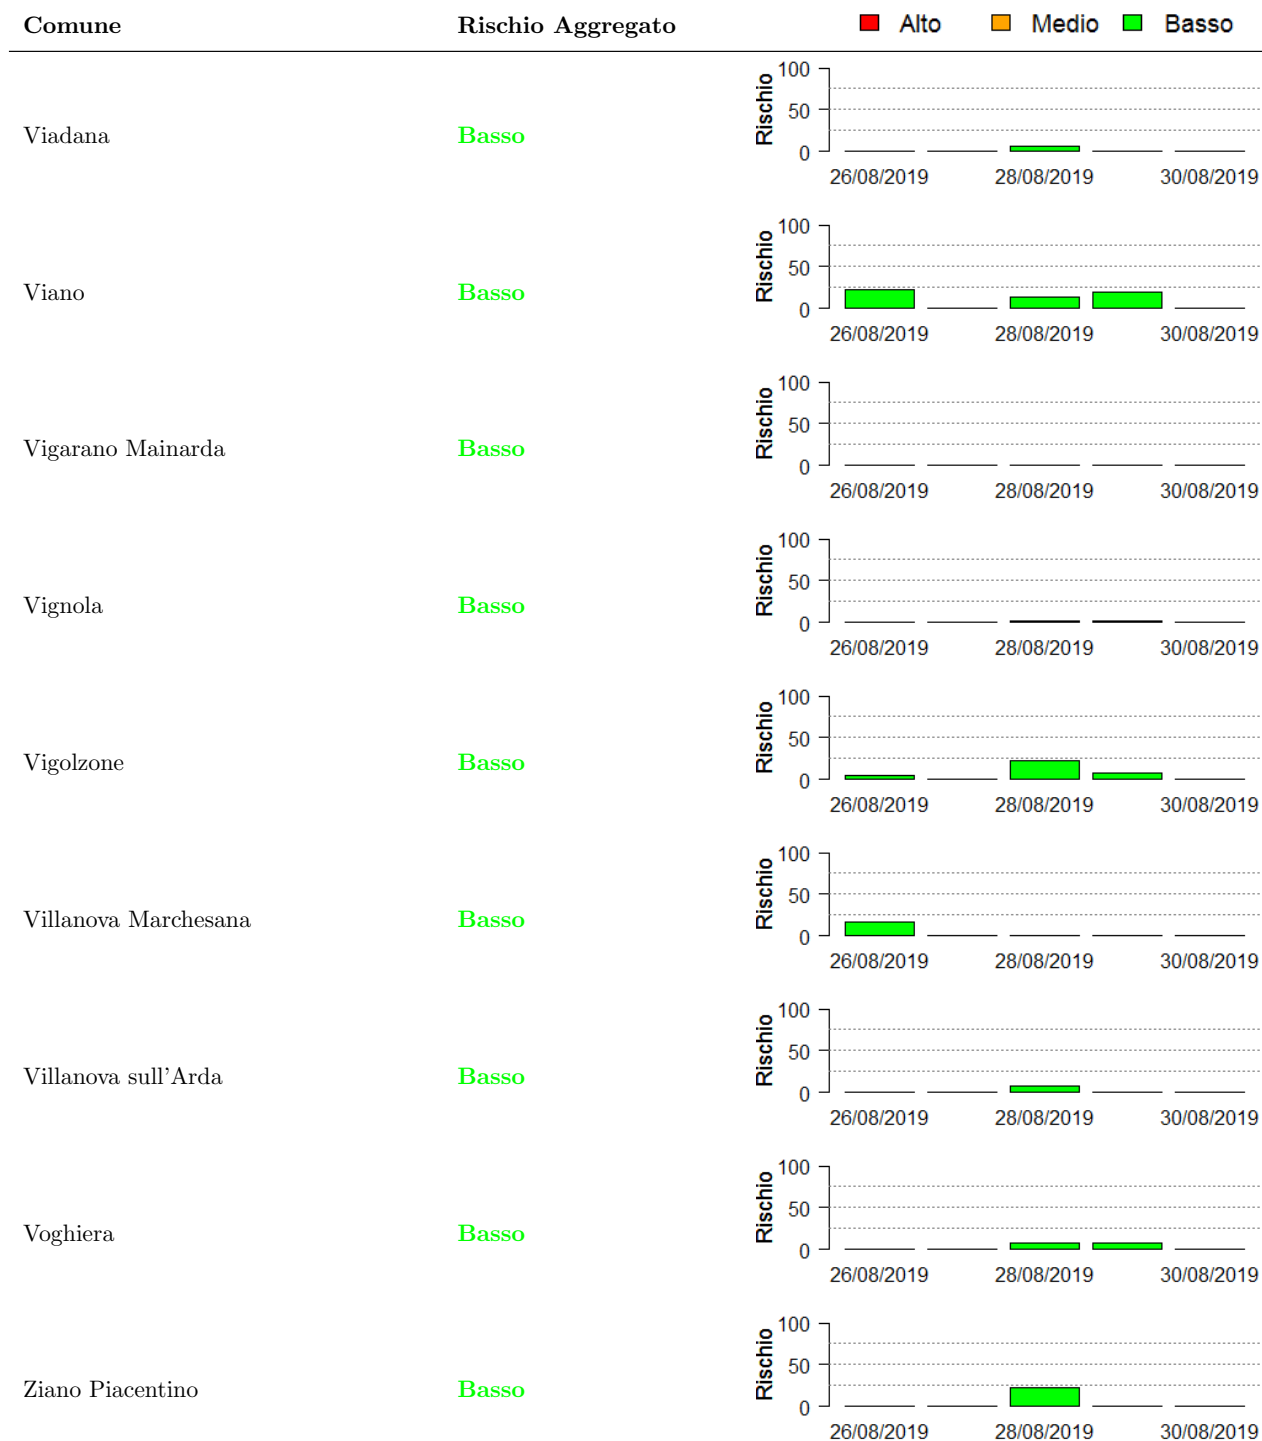 Comune Rischio Aggregato Alto Medio Basso
Viadana Basso Rischio 100 50 0
26/08/2019 28/08/2019 30/08/2019
Viano Basso Rischio 100 50 0
26/08/2019 28/08/2019 30/08/2019
Vigarano Mainarda Basso Rischio 100 50 0
26/08/2019 28/08/2019 30/08/2019
Vignola Basso Rischio 100 50 0
26/08/2019 28/08/2019 30/08/2019
Vigolzone Basso Rischio 100 50 0
26/08/2019 28/08/2019 30/08/2019
Villanova Marchesana Basso Rischio 100 50 0
26/08/2019 28/08/2019 30/08/2019
Villanova sull'Arda Basso Rischio 100 50 0
26/08/2019 28/08/2019 30/08/2019
Voghiera Basso Rischio 100 50 0
26/08/2019 28/08/2019 30/08/2019
Ziano Piacentino Basso Rischio 100 50 0
26/08/2019 28/08/2019 30/08/2019